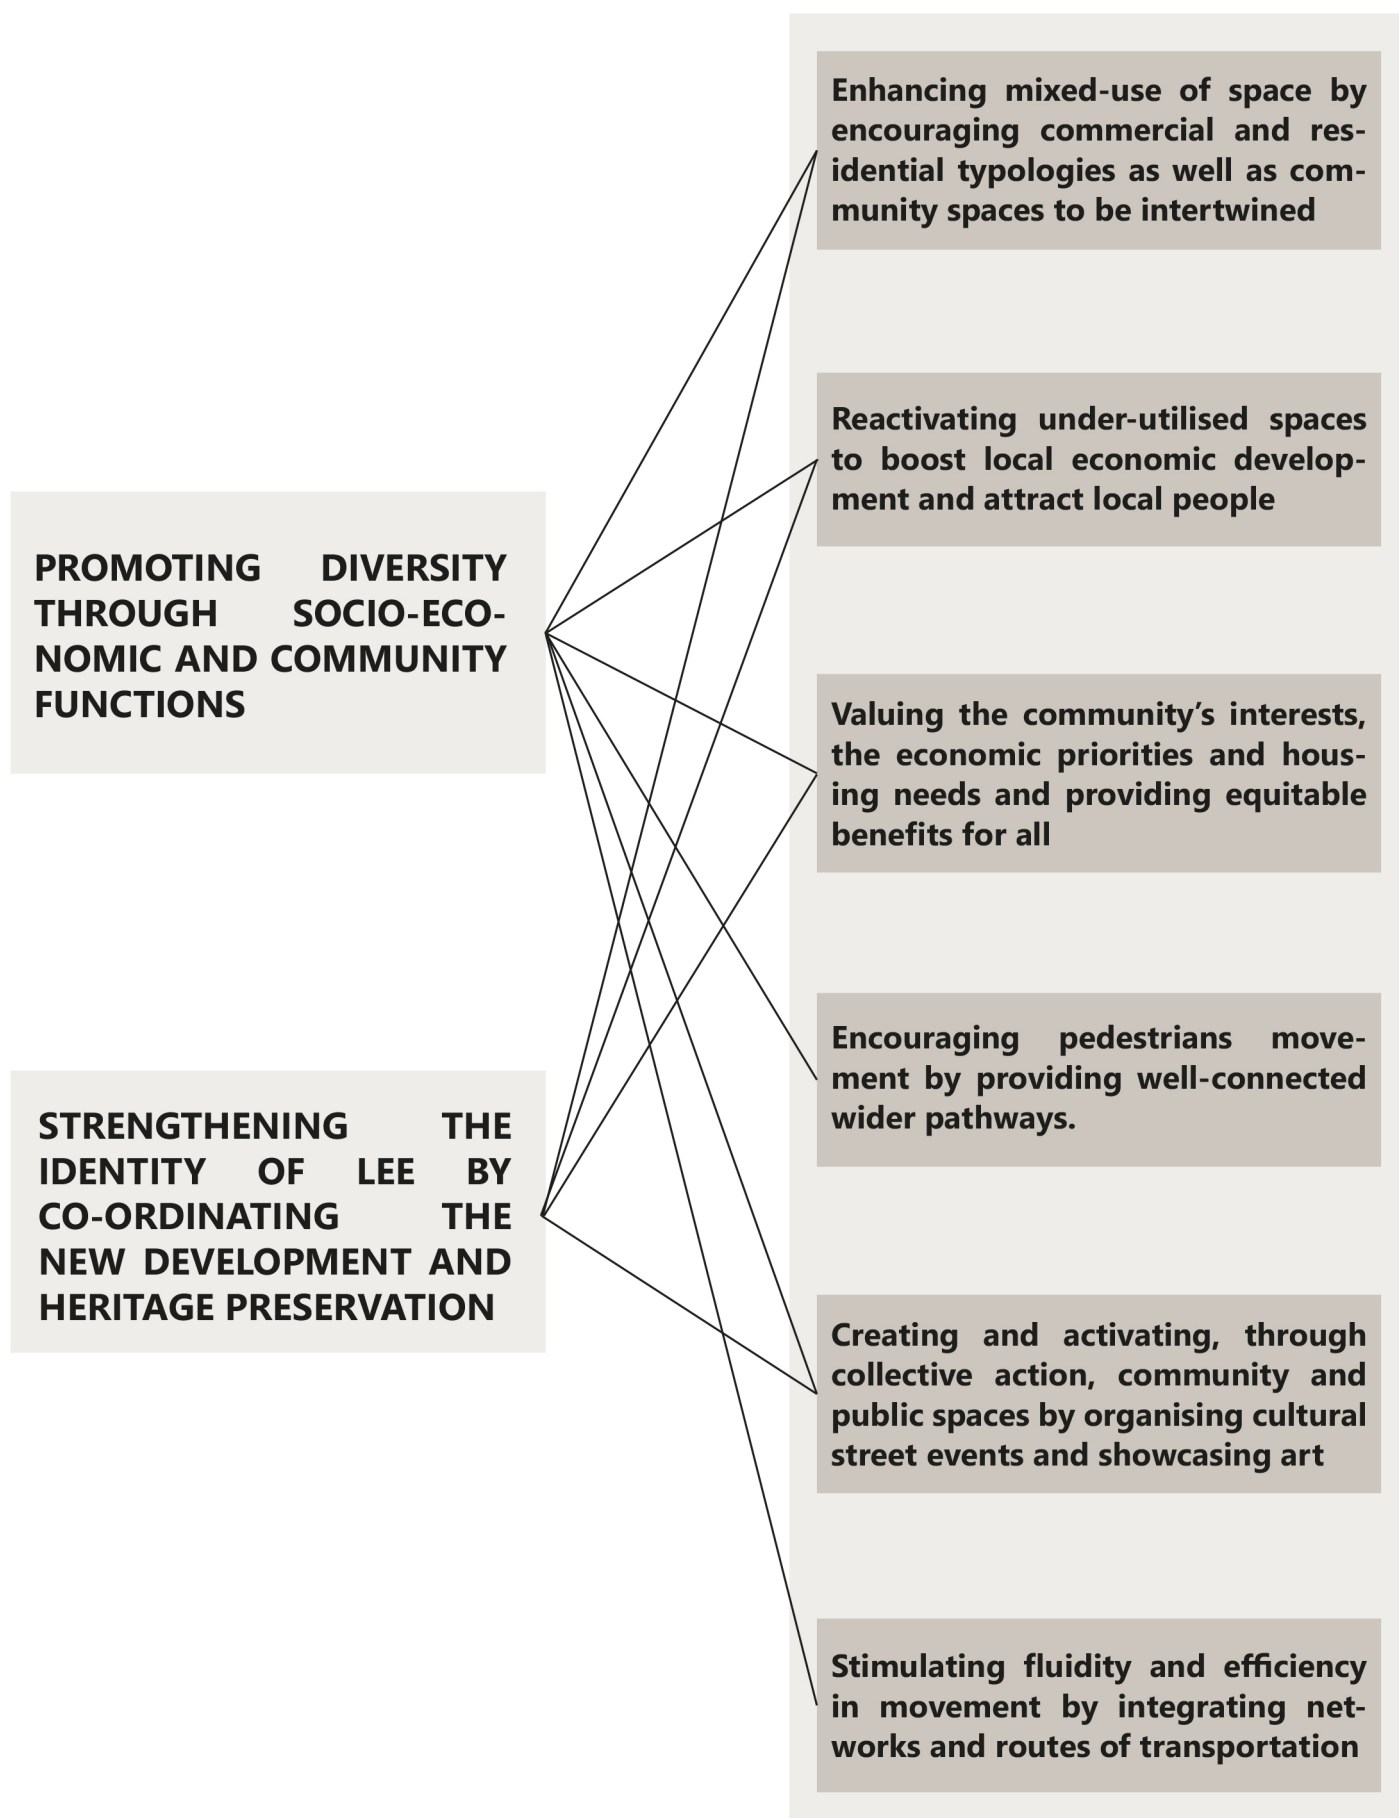 PROMOTING DIVERSITY
THROUGH SOCIO-ECO-
NOMIC AND COMMUNITY
FUNCTIONS
STRENGTHENING THE
IDENTITY OF LEE BY
CO-ORDINATING THE
NEW DEVELOPMENT AND
HERITAGE PRESERVATION
Enhancing mixed-use of space by
encouraging commercial and res-
idential typologies as well as com-
munity spaces to be intertwined
Reactivating under-utilised spaces
to boost local economic develop-
ment and attract local people
Valuing the community’s interests,
the economic priorities and hous-
ing needs and providing equitable
benefits for all
Encouraging pedestrians move-
ment by providing well-connected
wider pathways.
Creating and activating, through
collective action, community and
public spaces by organising cultural
street events and showcasing art
Stimulating fluidity and efficiency
in movement by integrating net-
works and routes of transportation